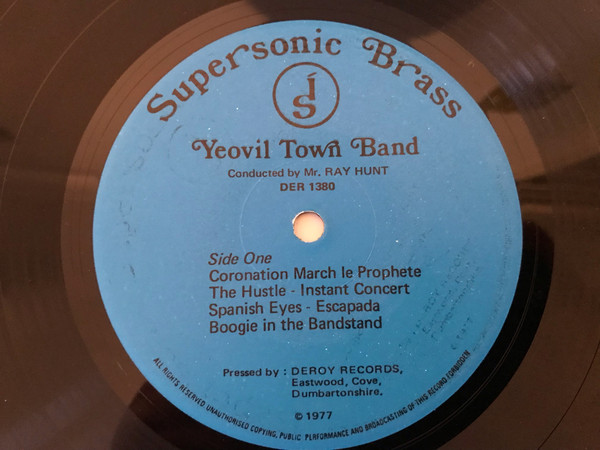 Supersonic Brass
iS
Yeovil Town Band
Conducted by Mr. RAY HUNT
DER 1380
Side One
Coronation March le Prophete
The Hustle - Instant Concert
Spanish Eyes - Escapada
Boogie in the Bandstand
Pressed by : DEROY RECORDS,
Eastwood, Cove,
Dumbartonshire.
© 1977
ALL RIGHTS RESERVED UNAUTHORISED COPYING, PUBLIC PERFORMANCE AND BROADCASTING OF THIS RECORD FORBIDDEN